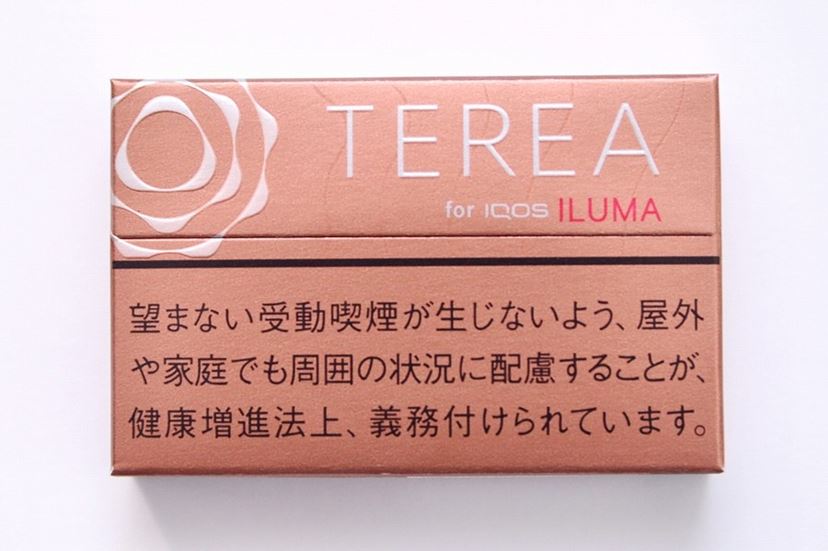 TEREA
for IQOS ILUMA
望まない受動喫煙が生じないよう、屋外
や家庭でも周囲の状況に配慮することが、
健康増進法上、義務付けられています。